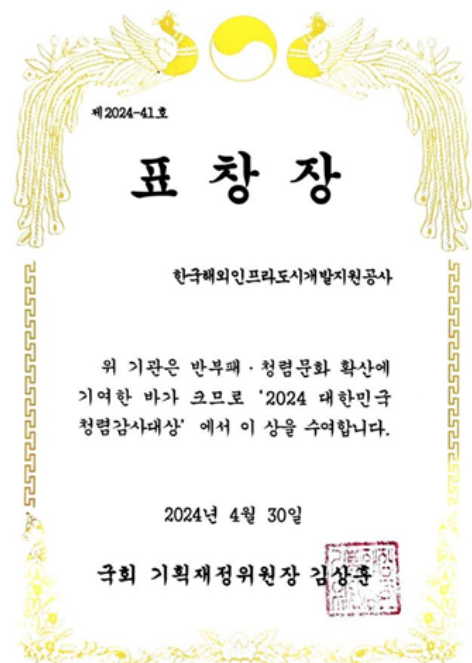 제2024-41호
표창장
한국해외인프라도시개발지원공사
위 기관은 반부패·청렴문화 확산에
기여한 바가 크므로 '2024 대한민국
청렴감사대상' 에서 이 상을 수여합니다.
2024년 4월 30일
국회 기획재정위원장 김상훈